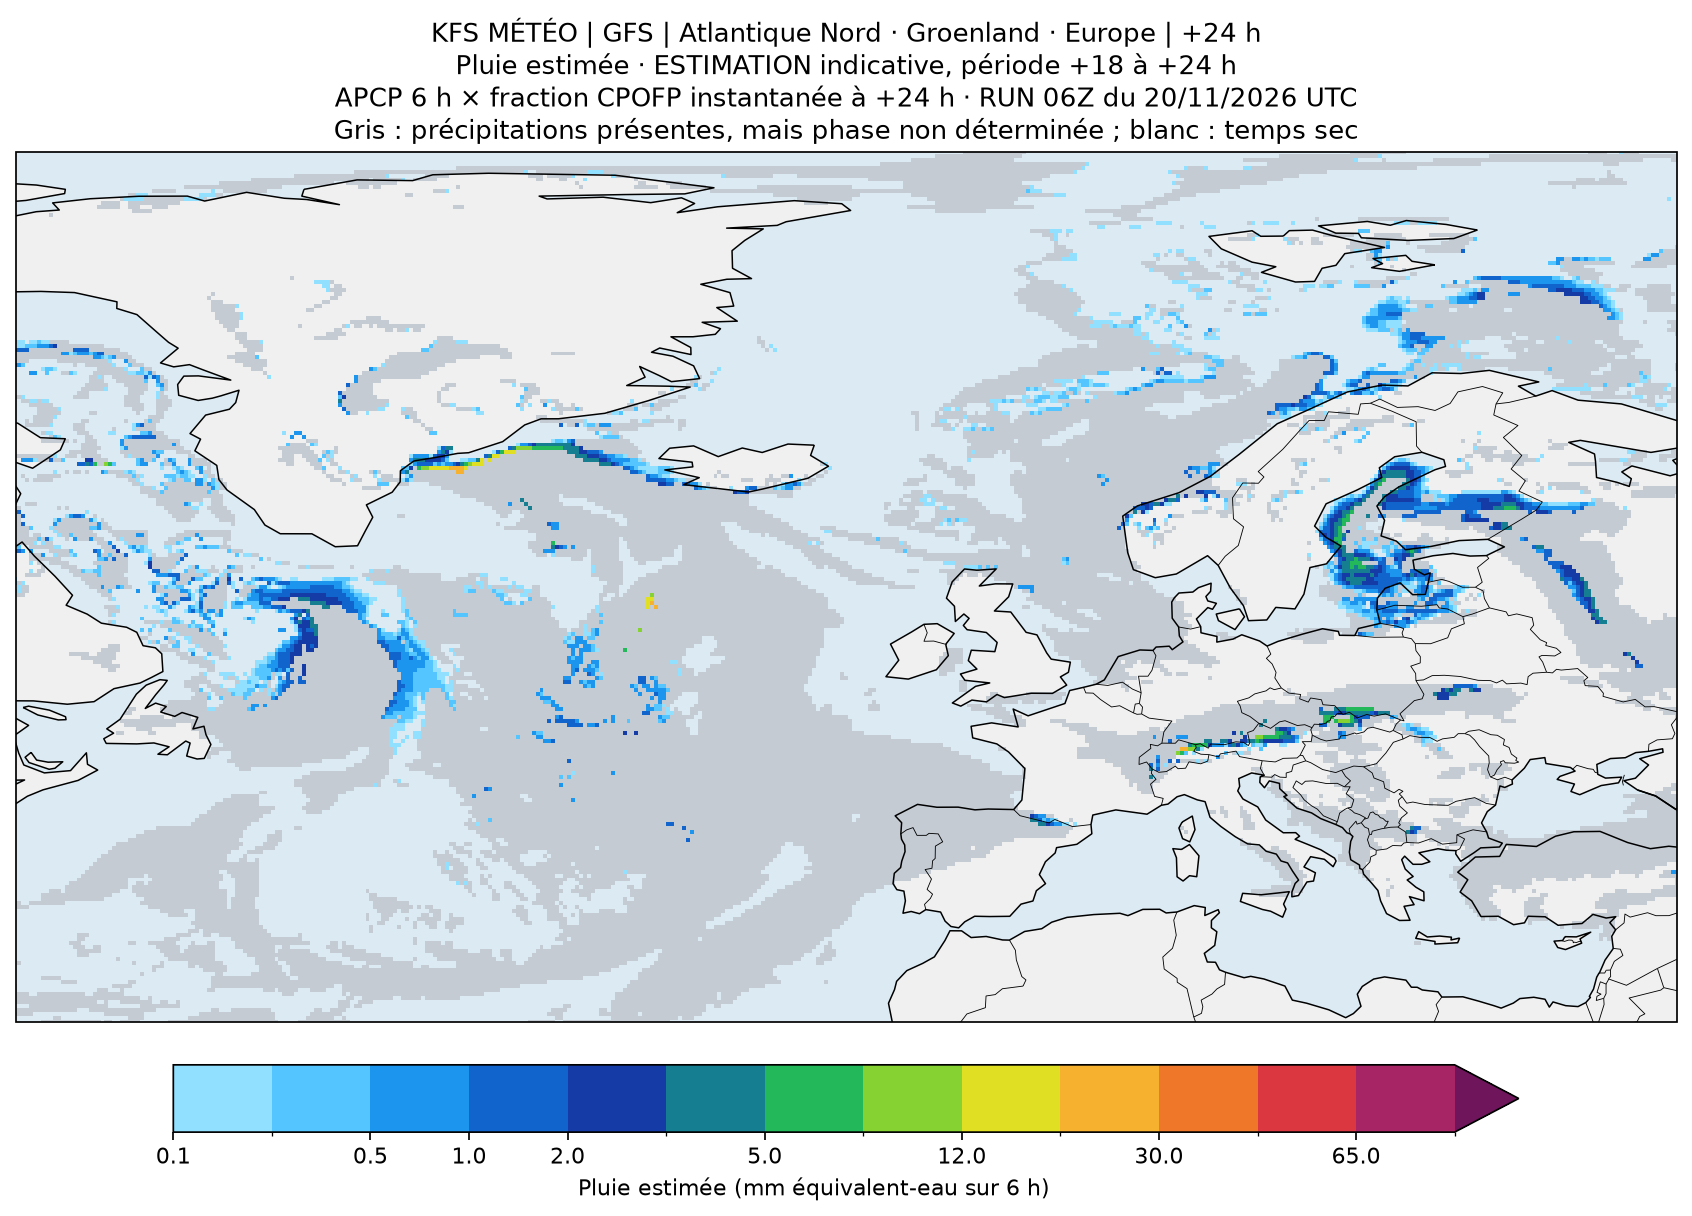 KFS MÉTÉO | GFS | Atlantique Nord · Groenland · Europe | +24 h
Pluie estimée · ESTIMATION indicative, période +18 à +24 h
APCP 6 h × fraction CPOFP instantanée à +24 h · RUN 06Z du 20/11/2026 UTC
Gris : précipitations présentes, mais phase non déterminée ; blanc : temps sec
0.1 0.5 1.0 2.0 5.0 12.0 30.0 65.0
Pluie estimée (mm équivalent-eau sur 6 h)